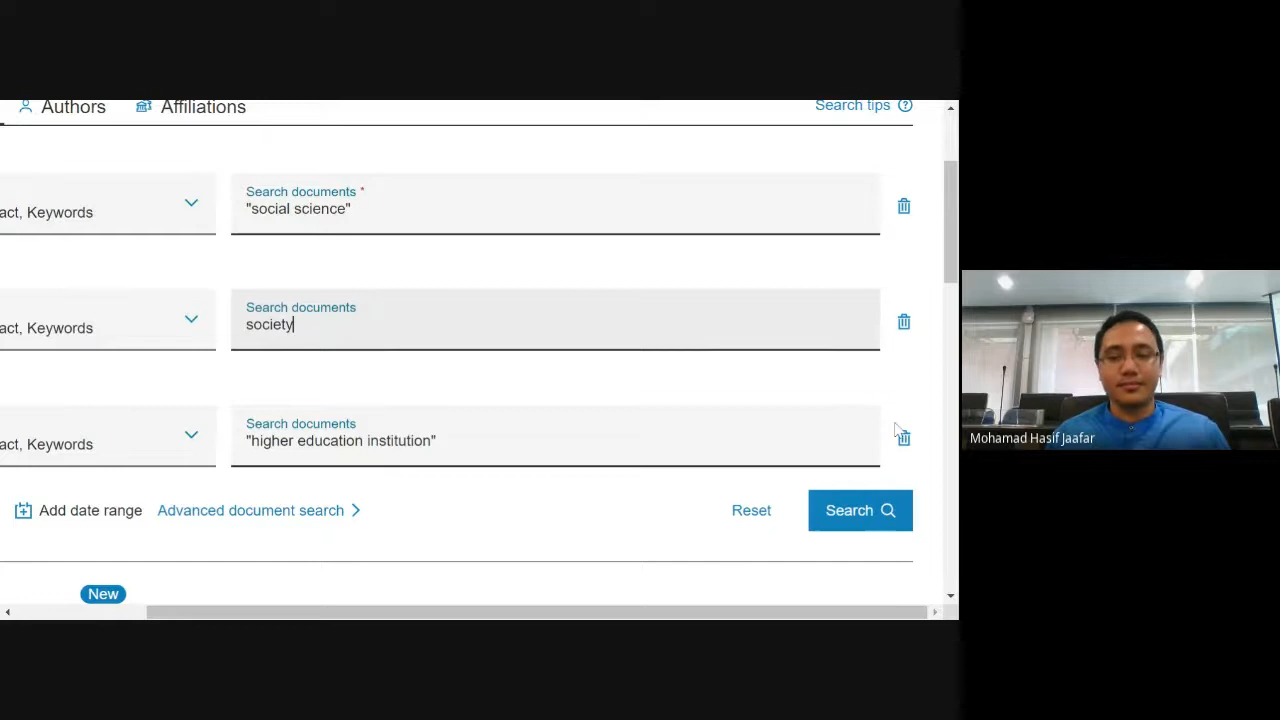 Authors
Affiliations
Search tips
act, Keywords
Search documents *
"social science"
act, Keywords
Search documents
society
act, Keywords
Search documents
"higher education institution"
Add date range
Advanced document search
Reset
Search
New
Mohamad Hasif Jaafar